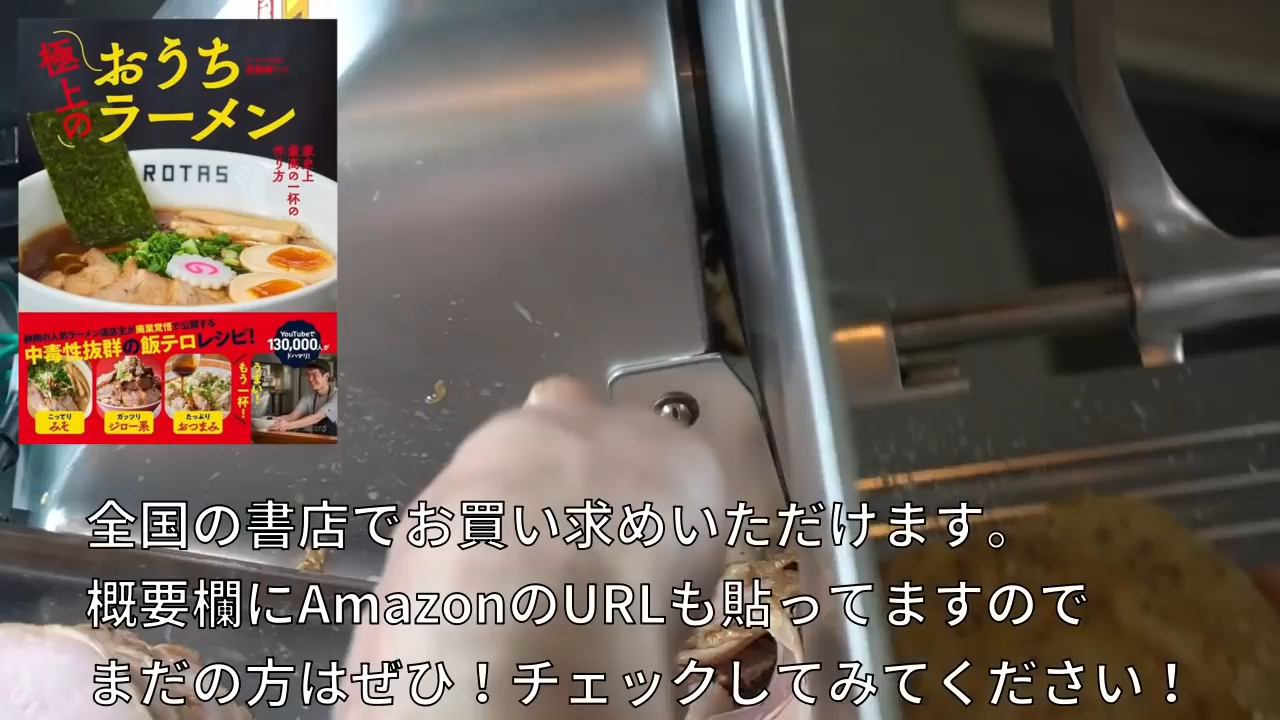 極上の
おうち
ラーメン
家史上
最高の一杯の
作り方
ROTAS
静岡の人気ラーメン店店主が廃業覚悟で公開する
中毒性抜群の飯テロレシピ!
YouTubeで
130,000人が
ドハマり!
うまい!
もう一杯!
こってり
みそ
ガッツリ
ジロー系
たっぷり
おつまみ
全国の書店でお買い求めいただけます。
概要欄にAmazonのURLも貼ってますので
まだの方はぜひ！チェックしてみてください！